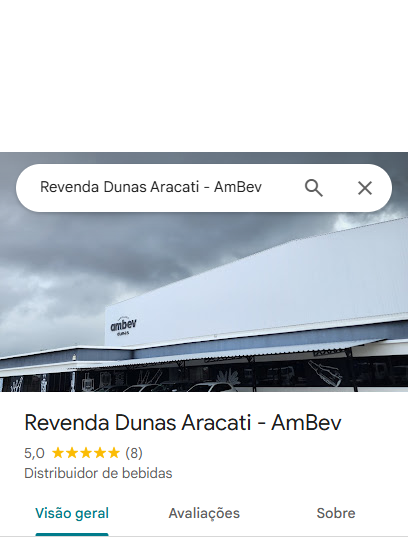 Revenda Dunas Aracati - AmBev
ambev
DUNAS
Revenda Dunas Aracati - AmBev
5,0 ★★★★★ (8)
Distribuidor de bebidas
Visão geral Avaliações Sobre